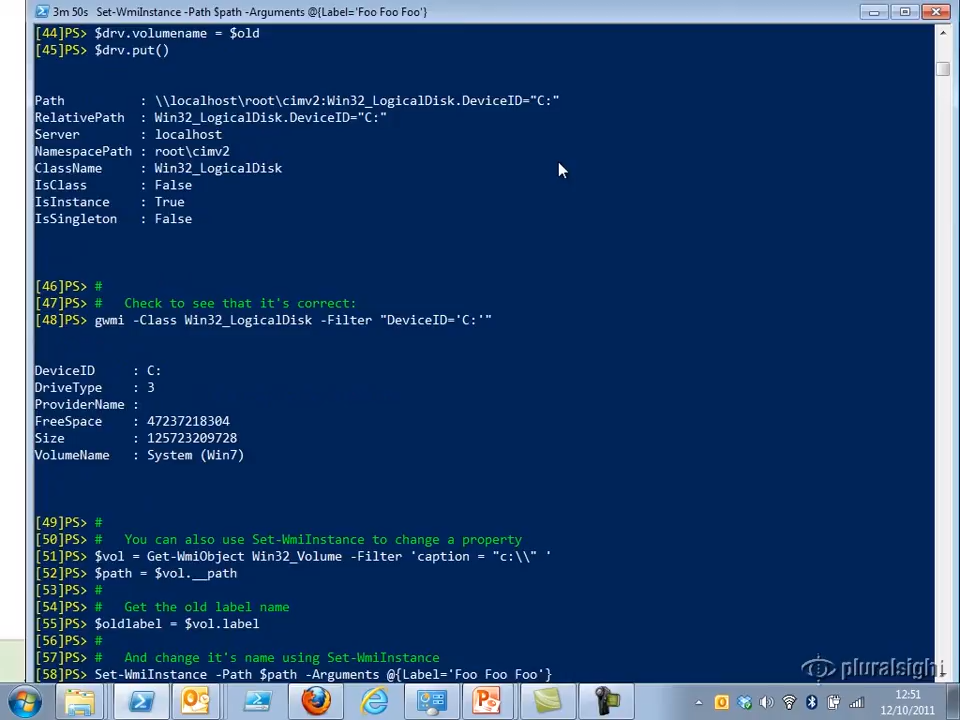 3m 50s  Set-WmiInstance -Path $path -Arguments @{Label='Foo Foo Foo'}
[44]PS> $drv.volumename = $old
[45]PS> $drv.put()
Path          : \\localhost\root\cimv2:Win32_LogicalDisk.DeviceID="C:"
RelativePath  : Win32_LogicalDisk.DeviceID="C:"
Server        : localhost
NamespacePath : root\cimv2
ClassName     : Win32_LogicalDisk
IsClass       : False
IsInstance    : True
IsSingleton   : False
[46]PS> #
[47]PS> #   Check to see that it's correct:
[48]PS> gwmi -Class Win32_LogicalDisk -Filter "DeviceID='C:'"
DeviceID     : C:
DriveType    : 3
ProviderName :
FreeSpace    : 47237218304
Size         : 125723209728
VolumeName   : System (Win7)
[49]PS> #
[50]PS> #   You can also use Set-WmiInstance to change a property
[51]PS> $vol = Get-WmiObject Win32_Volume -Filter 'caption = "c:\\" '
[52]PS> $path = $vol.__path
[53]PS> #
[54]PS> #   Get the old label name
[55]PS> $oldlabel = $vol.label
[56]PS> #
[57]PS> #   And change it's name using Set-WmiInstance
[58]PS> Set-WmiInstance -Path $path -Arguments @{Label='Foo Foo Foo'}
pluralsight
12:51
12/10/2011